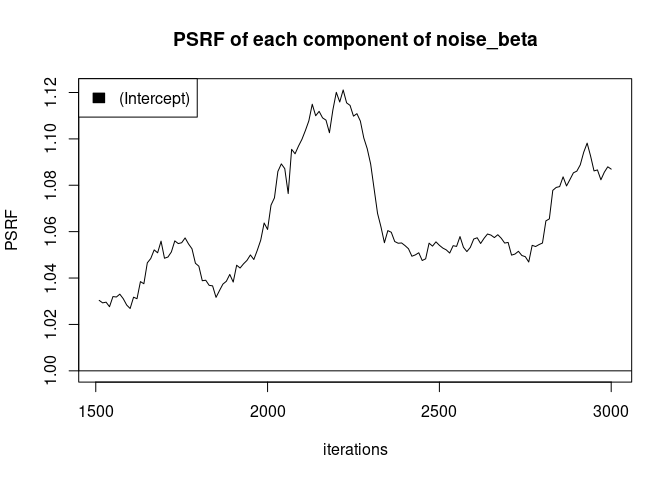 PSRF of each component of noise_beta
(Intercept)
PSRF
1.12
1.10
1.08
1.06
1.04
1.02
1.00
1500 2000 2500 3000
iterations